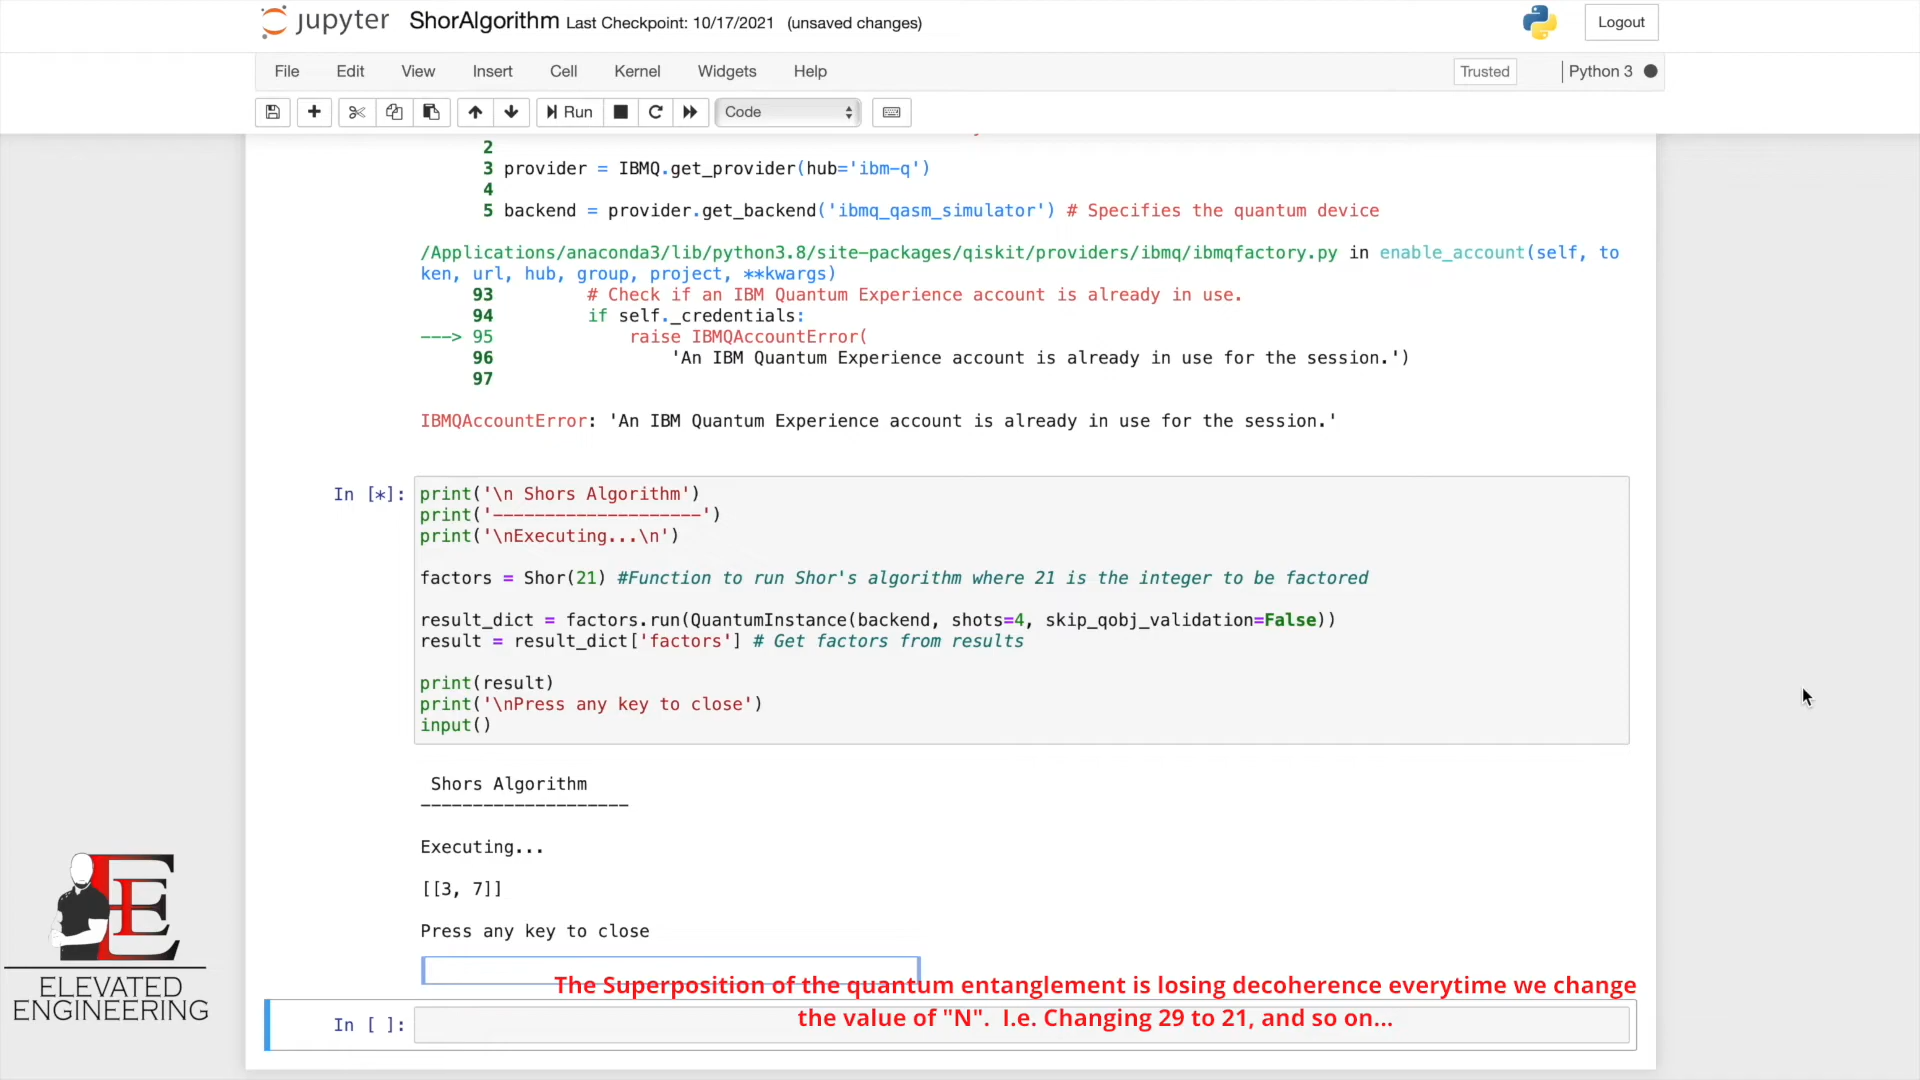 jupyter ShorAlgorithm Last Checkpoint: 10/17/2021 (unsaved changes) Logout
File Edit View Insert Cell Kernel Widgets Help Trusted Python 3
Run Code
2
3 provider = IBMQ.get_provider(hub='ibm-q')
4
5 backend = provider.get_backend('ibmq_qasm_simulator') # Specifies the quantum device
/Applications/anaconda3/lib/python3.8/site-packages/qiskit/providers/ibmq/ibmqfactory.py in enable_account(self, to
ken, url, hub, group, project, **kwargs)
93 # Check if an IBM Quantum Experience account is already in use.
94 if self._credentials:
---> 95 raise IBMQAccountError(
96 'An IBM Quantum Experience account is already in use for the session.')
97
IBMQAccountError: 'An IBM Quantum Experience account is already in use for the session.'
In [*]: print('\n Shors Algorithm')
print('--------------------')
print('\nExecuting...\n')
factors = Shor(21) #Function to run Shor's algorithm where 21 is the integer to be factored
result_dict = factors.run(QuantumInstance(backend, shots=4, skip_qobj_validation=False))
result = result_dict['factors'] # Get factors from results
print(result)
print('\nPress any key to close')
input()
Shors Algorithm
--------------------
Executing...
[[3, 7]]
Press any key to close
The Superposition of the quantum entanglement is losing decoherence everytime we change
the value of "N". I.e. Changing 29 to 21, and so on...
In [ ]:
E
ELEVATED
ENGINEERING